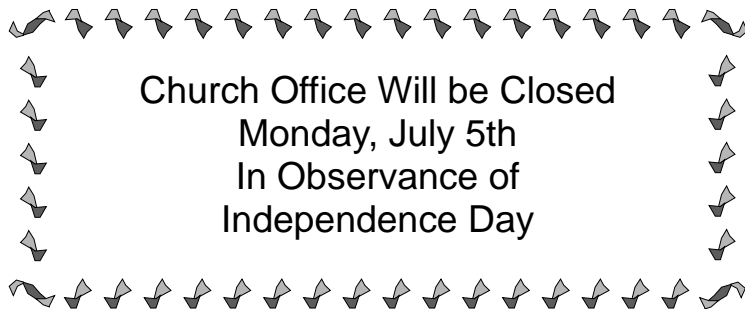 Church Office Will be Closed
Monday, July 5th
In Observance of
Independence Day